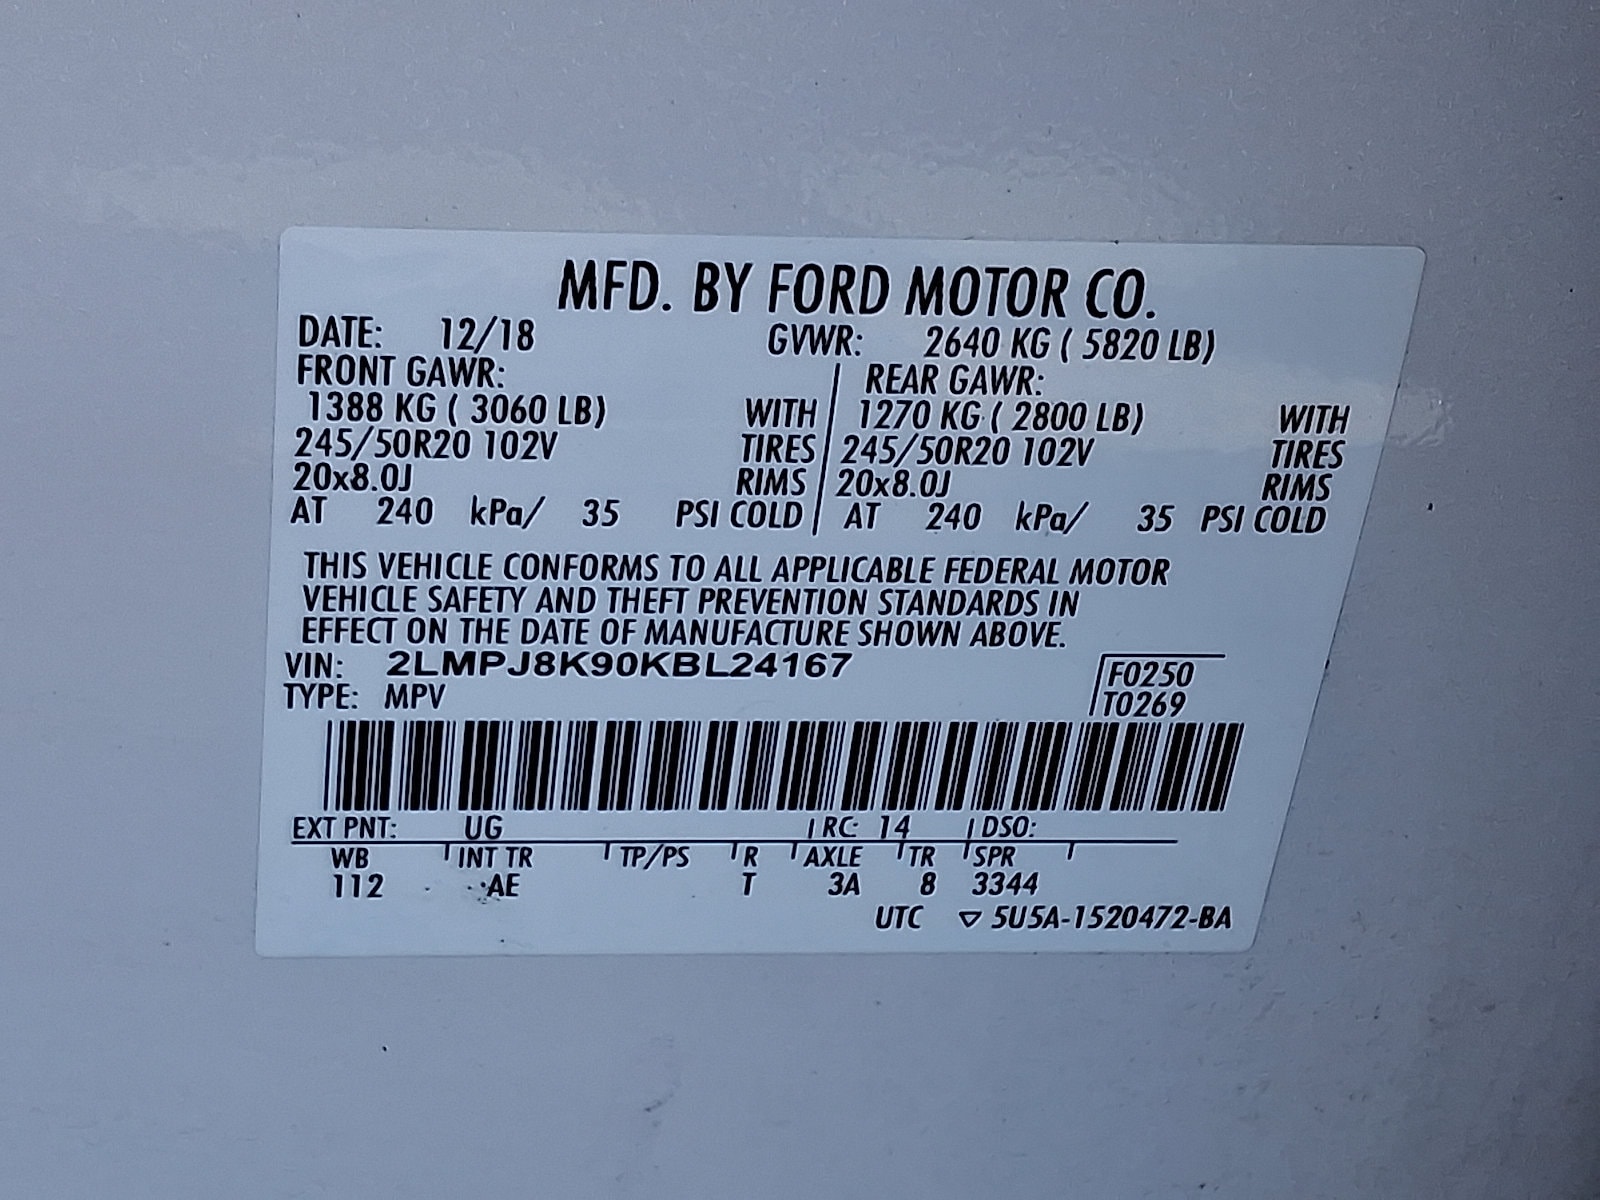 MFD. BY FORD MOTOR CO.
DATE: 12/18 GVWR: 2640 KG ( 5820 LB)
FRONT GAWR: REAR GAWR:
1388 KG ( 3060 LB) WITH 1270 KG ( 2800 LB) WITH
245/50R20 102V TIRES 245/50R20 102V TIRES
20x8.0J RIMS 20x8.0J RIMS
AT 240 kPa/ 35 PSI COLD AT 240 kPa/ 35 PSI COLD
THIS VEHICLE CONFORMS TO ALL APPLICABLE FEDERAL MOTOR
VEHICLE SAFETY AND THEFT PREVENTION STANDARDS IN
EFFECT ON THE DATE OF MANUFACTURE SHOWN ABOVE.
VIN: 2LMPJ8K90KBL24167 F0250
TYPE: MPV T0269
EXT PNT: UG RC: 14 DSO:
WB INT TR TP/PS R AXLE TR SPR
112 AE T 3A 8 3344
UTC ▽ 5U5A-1520472-BA